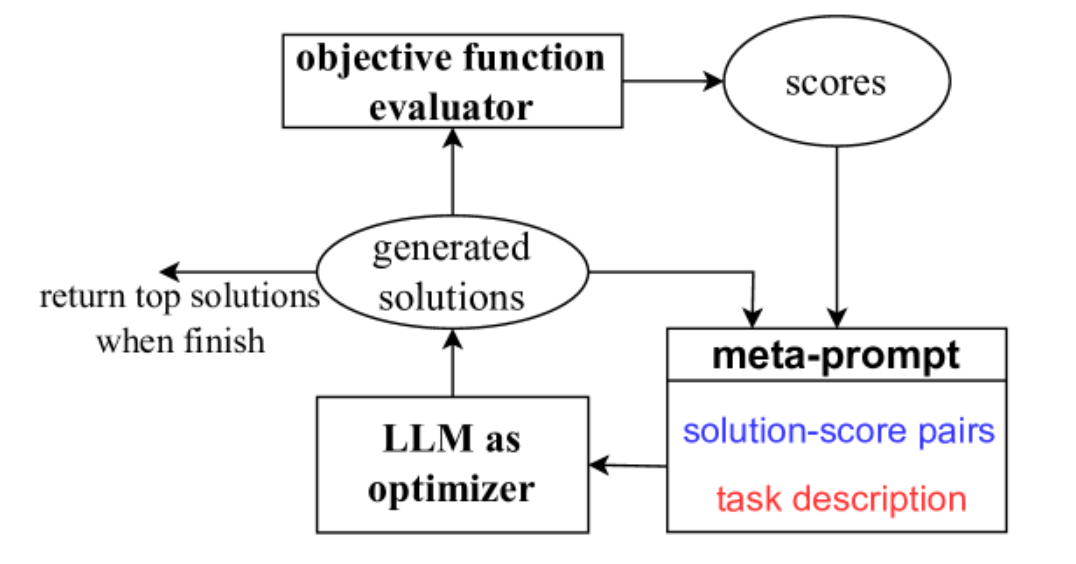 objective function
evaluator
scores
generated
solutions
return top solutions
when finish
meta-prompt
solution-score pairs
task description
LLM as
optimizer